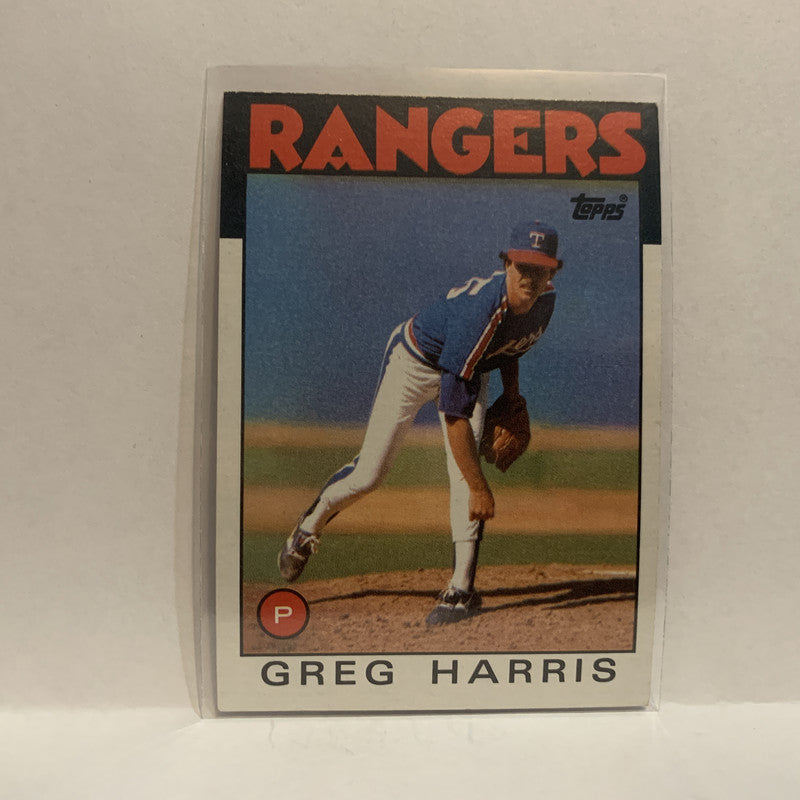 RANGERS
topps®
T
P
GREG HARRIS